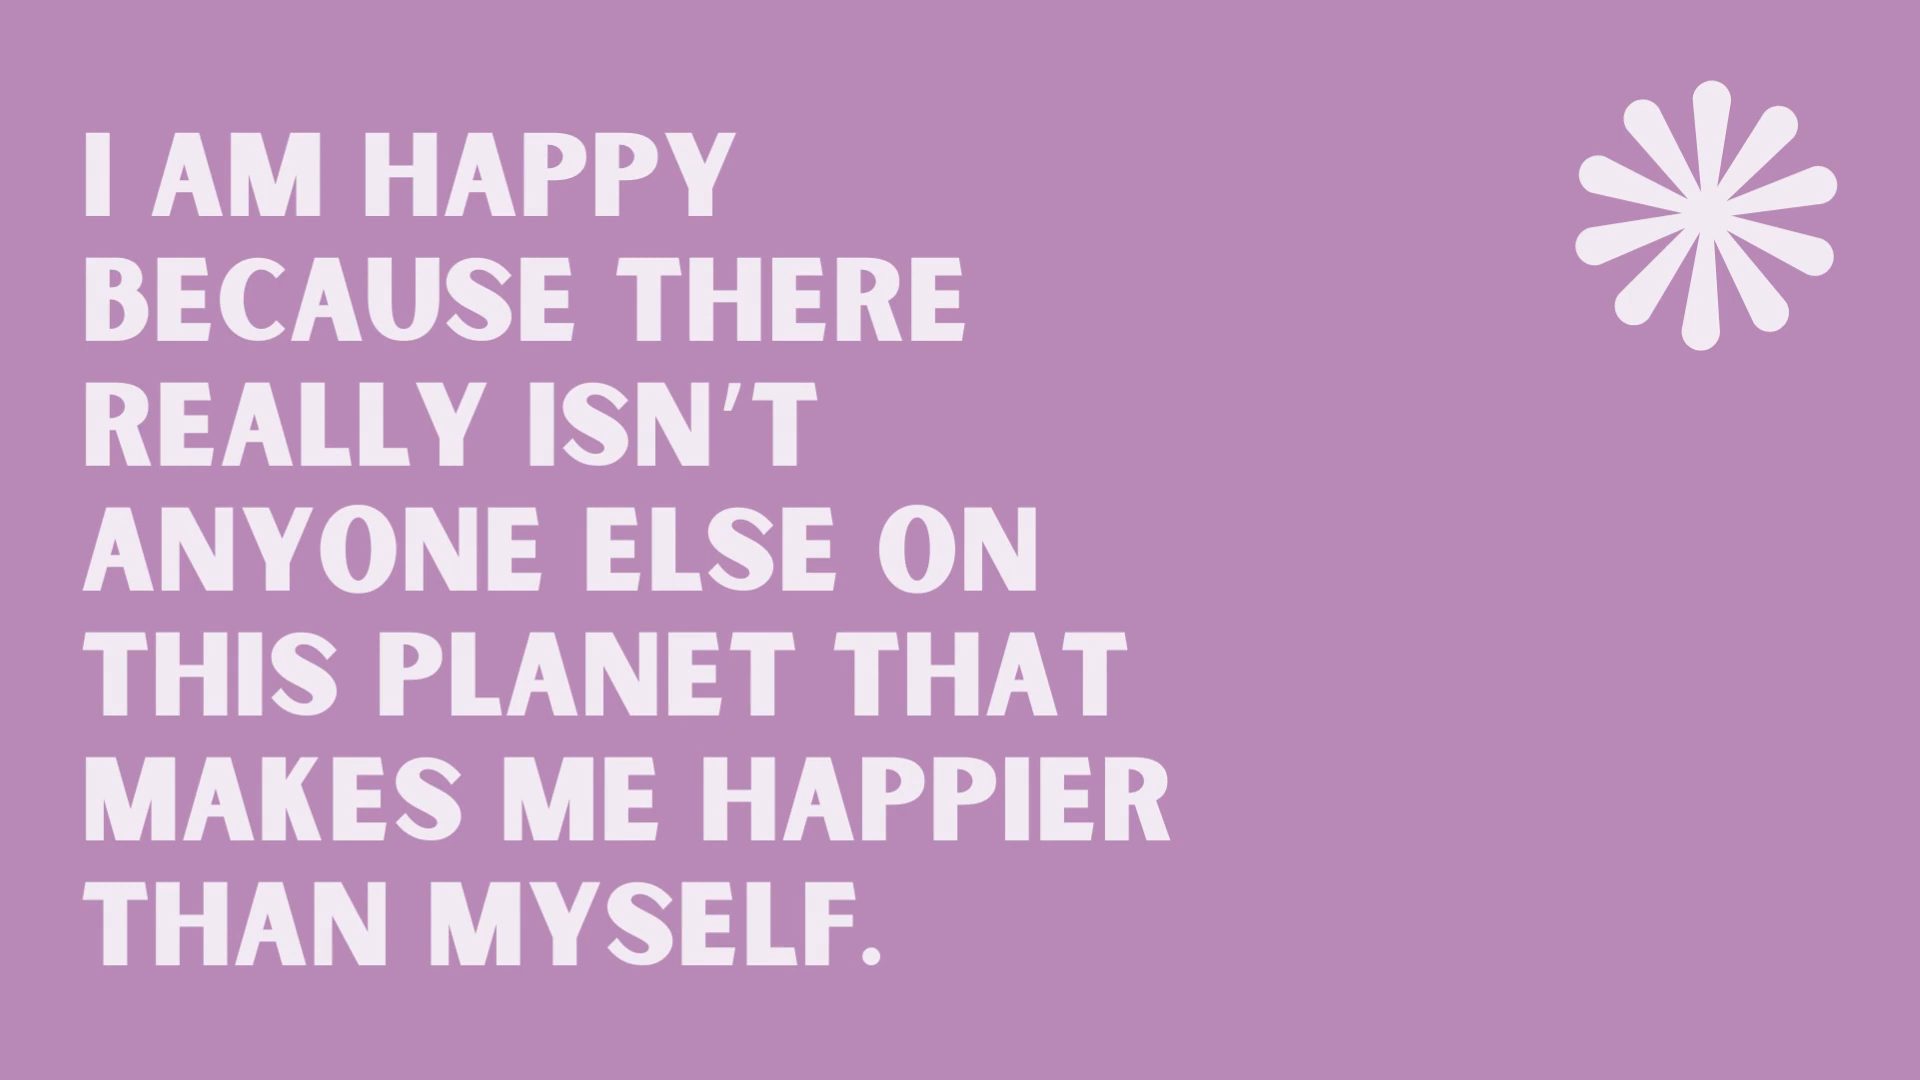 I AM HAPPY
BECAUSE THERE
REALLY ISN'T
ANYONE ELSE ON
THIS PLANET THAT
MAKES ME HAPPIER
THAN MYSELF.